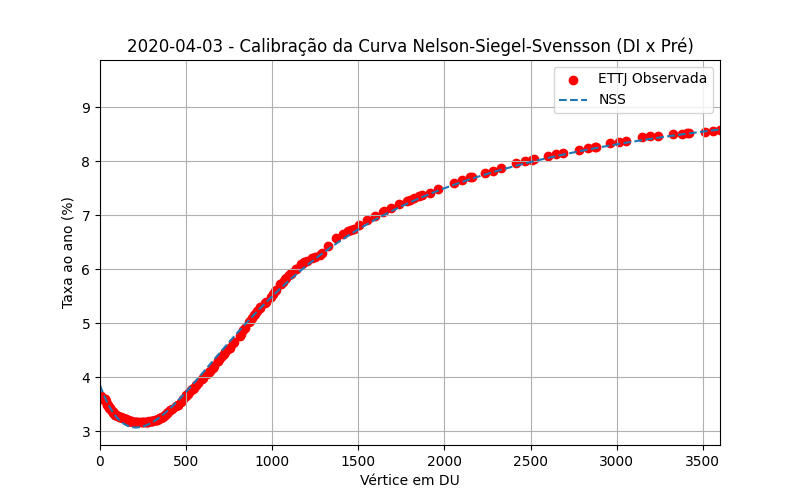 2020-04-03 - Calibração da Curva Nelson-Siegel-Svensson (DI x Pré)
ETTJ Observada
NSS
Taxa ao ano (%)
9
8
7
6
5
4
3
0 500 1000 1500 2000 2500 3000 3500
Vértice em DU